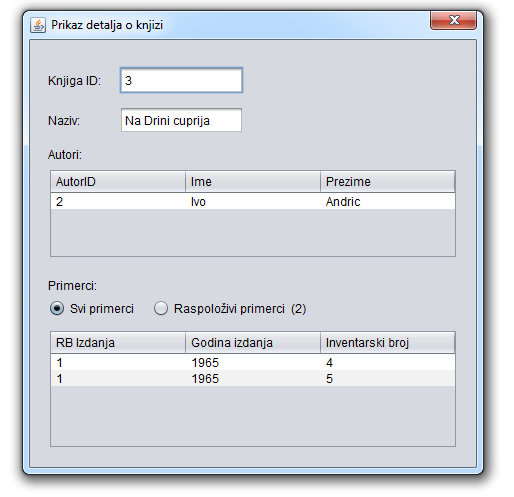 Prikaz detalja o knjizi
Knjiga ID: 3
Naziv: Na Drini cuprija
Autori:
AutorID Ime Prezime
2 Ivo Andric
Primerci:
Svi primerci Raspoloživi primerci (2)
RB Izdanja Godina izdanja Inventarski broj
1 1965 4
1 1965 5